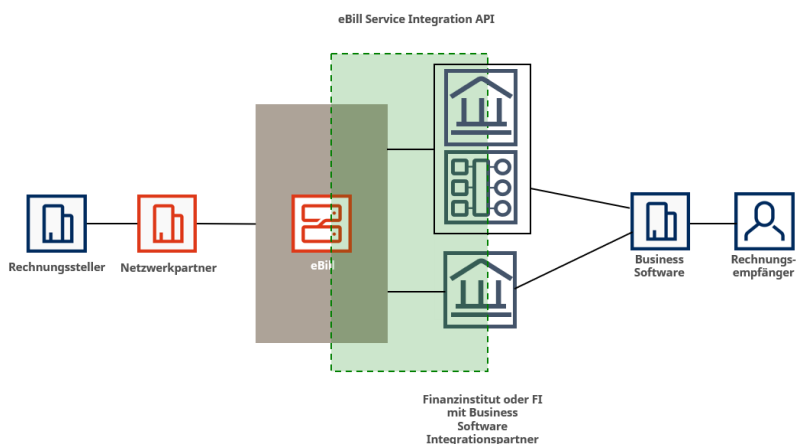 eBill Service Integration API
Rechnungssteller
Netzwerkpartner
eBill
Business
Software
Rechnungs-
empfänger
Finanzinstitut oder FI
mit Business
Software
Integrationspartner